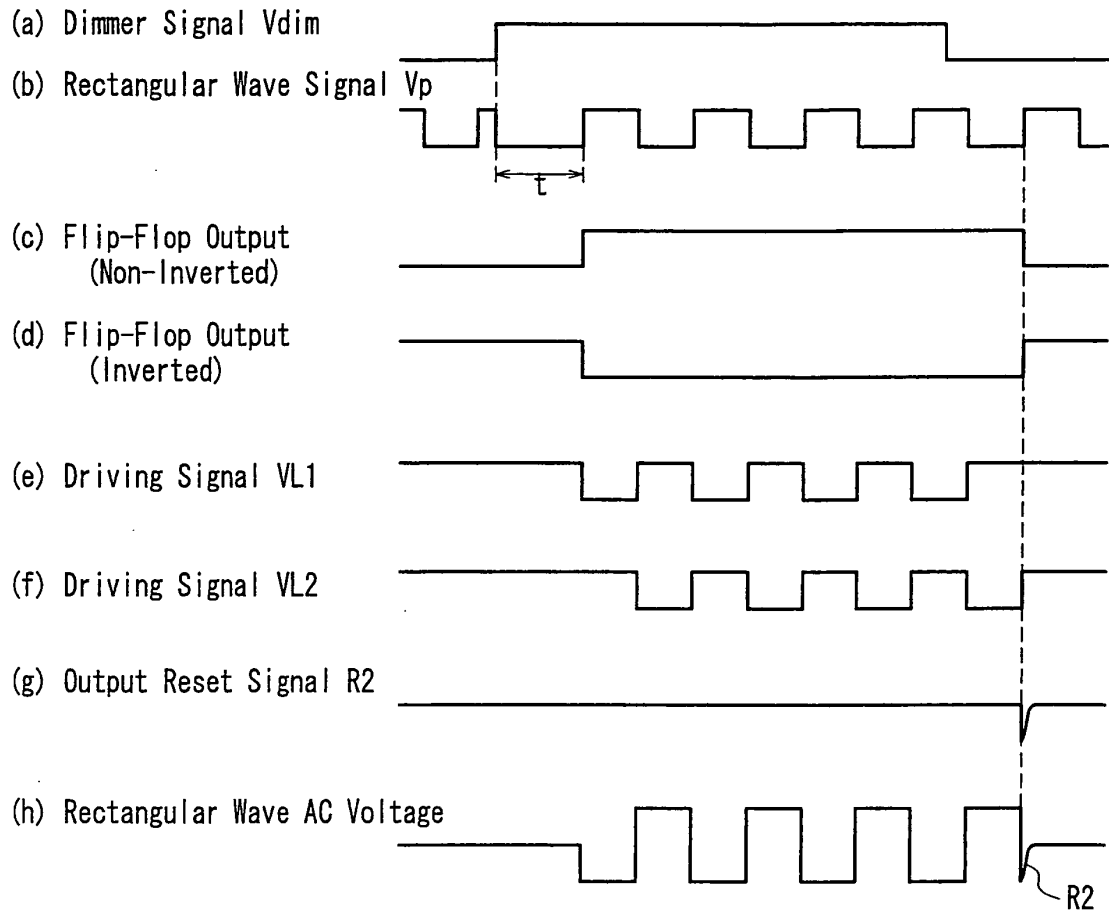 (a) Dimmer Signal Vdim
(b) Rectangular Wave Signal Vp
t
(c) Flip-Flop Output
(Non-Inverted)
(d) Flip-Flop Output
(Inverted)
(e) Driving Signal VL1
(f) Driving Signal VL2
(g) Output Reset Signal R2
(h) Rectangular Wave AC Voltage
R2